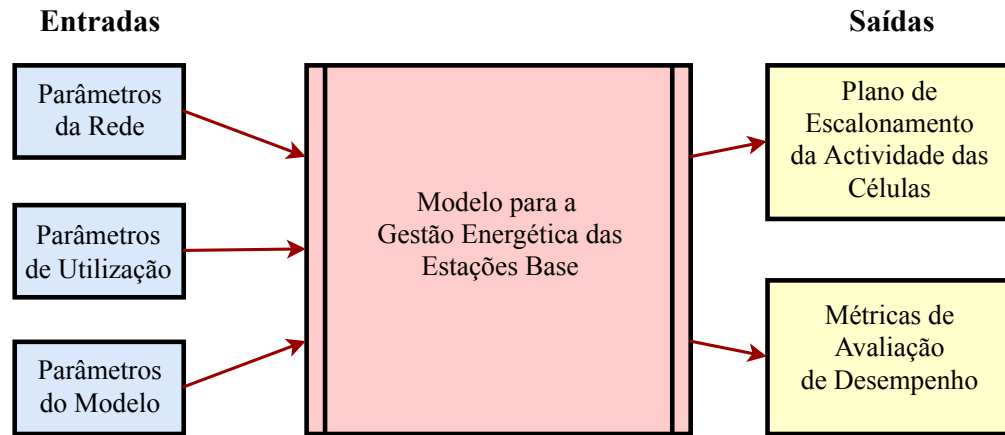 Entradas
Parâmetros
da Rede
Parâmetros
de Utilização
Parâmetros
do Modelo
Modelo para a
Gestão Energética das
Estações Base
Saídas
Plano de
Escalonamento
da Actividade das
Células
Métricas de
Avaliação
de Desempenho